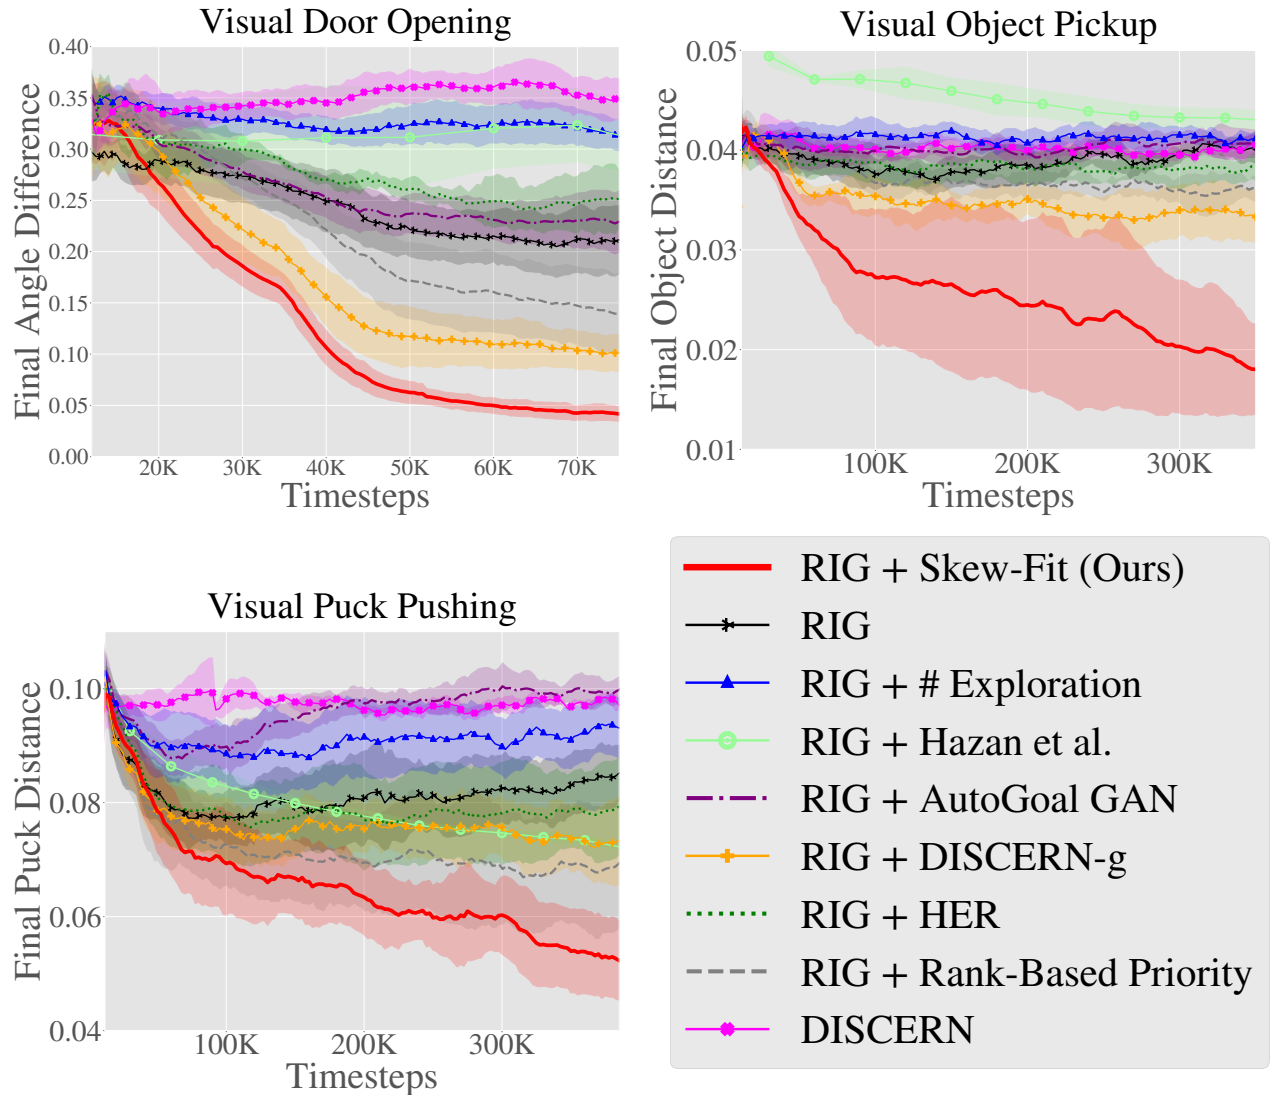 Visual Door Opening
Final Angle Difference
0.40
0.35
0.30
0.25
0.20
0.15
0.10
0.05
0.00
20K 30K 40K 50K 60K 70K
Timesteps
Visual Object Pickup
Final Object Distance
0.05
0.04
0.03
0.02
0.01
100K 200K 300K
Timesteps
Visual Puck Pushing
Final Puck Distance
0.10
0.08
0.06
0.04
100K 200K 300K
Timesteps
RIG + Skew-Fit (Ours)
RIG
RIG + # Exploration
RIG + Hazan et al.
RIG + AutoGoal GAN
RIG + DISCERN-g
RIG + HER
RIG + Rank-Based Priority
DISCERN